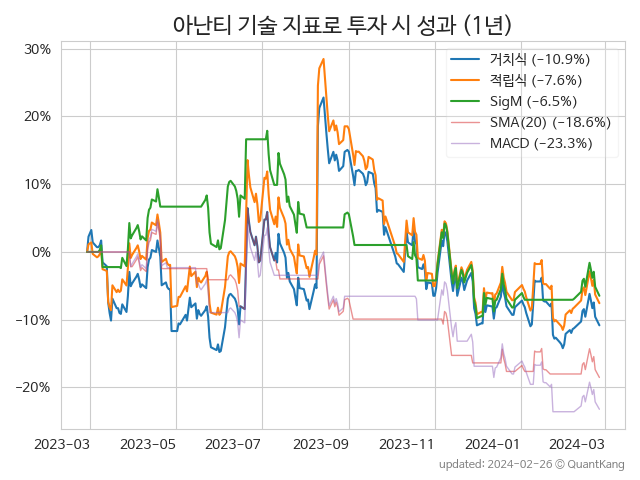 아난티 기술 지표로 투자 시 성과 (1년)
30%
20%
10%
0%
−10%
−20%
거치식 (−10.9%)
적립식 (−7.6%)
SigM (−6.5%)
SMA(20) (−18.6%)
MACD (−23.3%)
2023-03 2023-05 2023-07 2023-09 2023-11 2024-01 2024-03
updated: 2024-02-26 © QuantKang